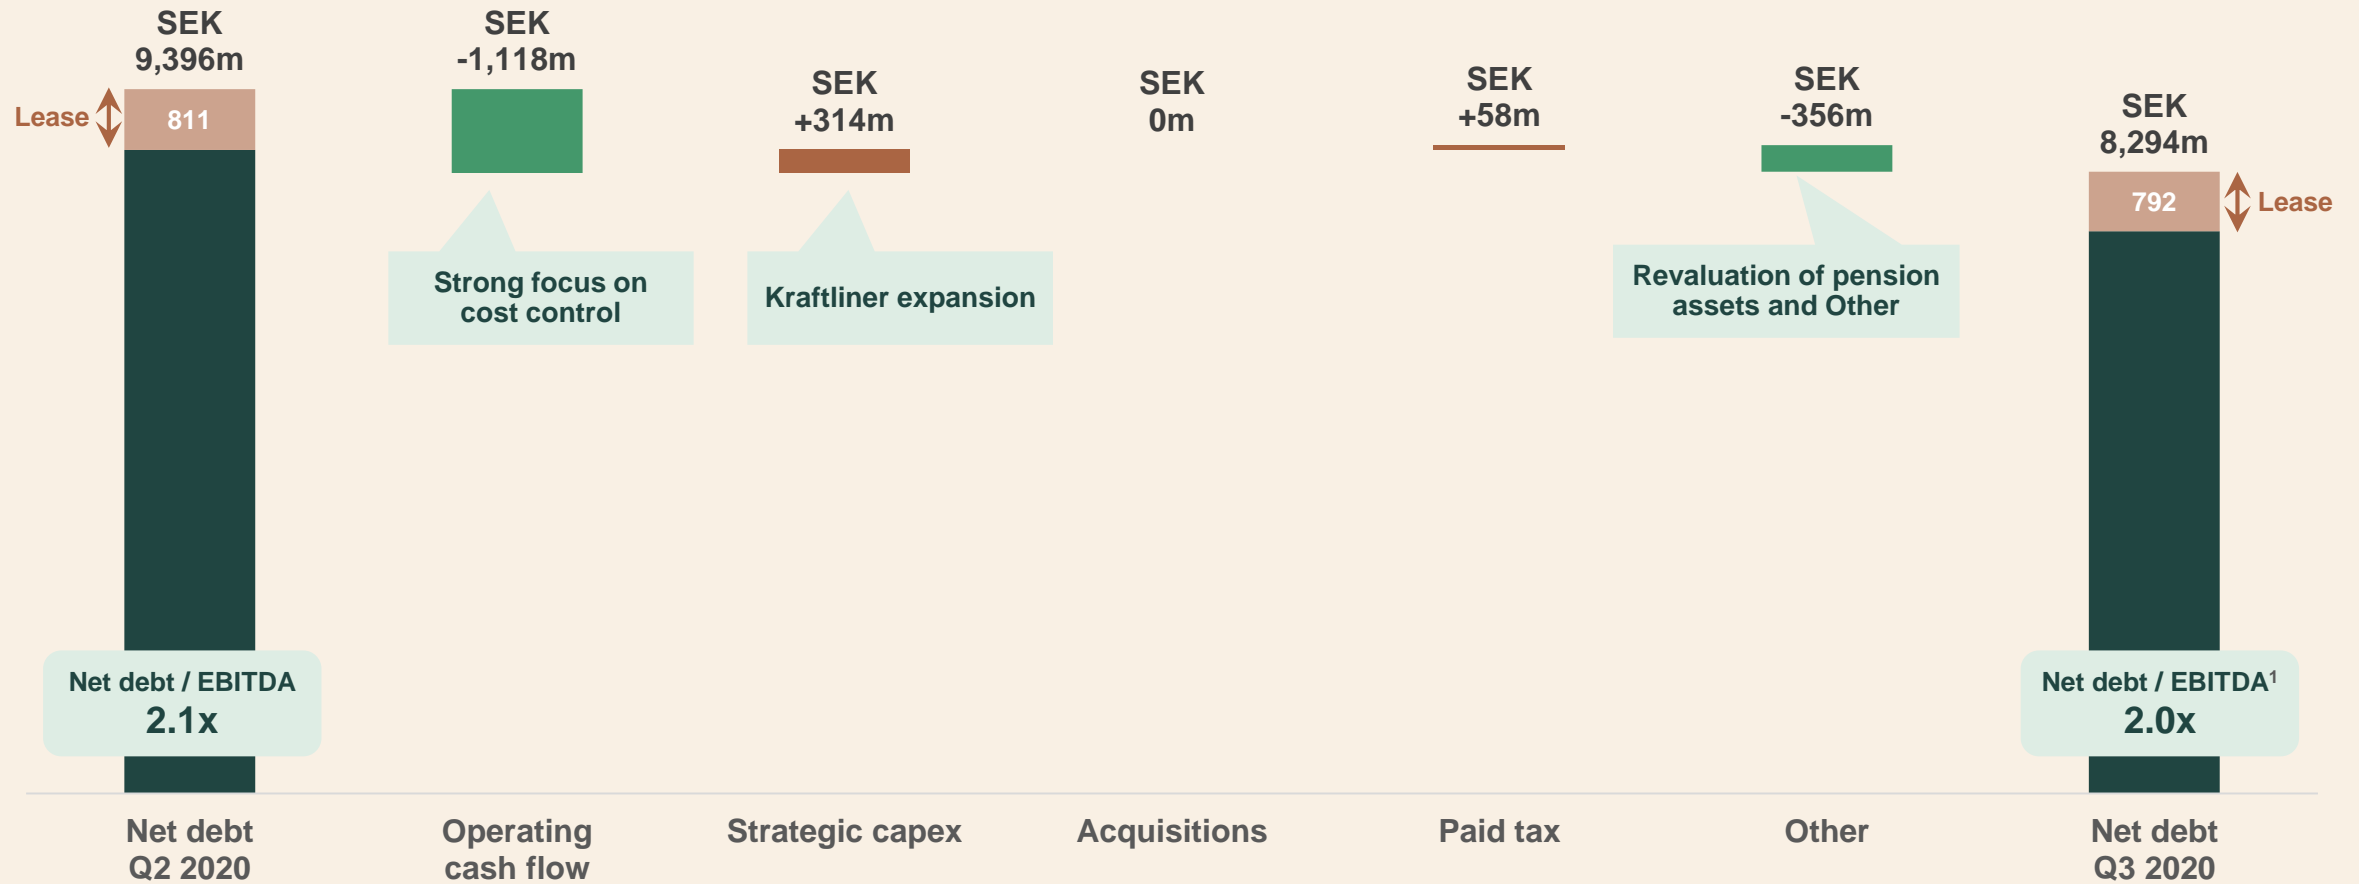 SEK
9,396m
SEK
-1,118m
SEK
+314m
SEK
0m
SEK
+58m
SEK
-356m
SEK
8,294m
Lease
811
792
Lease
Strong focus on
cost control
Kraftliner expansion
Revaluation of pension
assets and Other
Net debt / EBITDA
2.1x
Net debt / EBITDA¹
2.0x
Net debt
Q2 2020
Operating
cash flow
Strategic capex
Acquisitions
Paid tax
Other
Net debt
Q3 2020